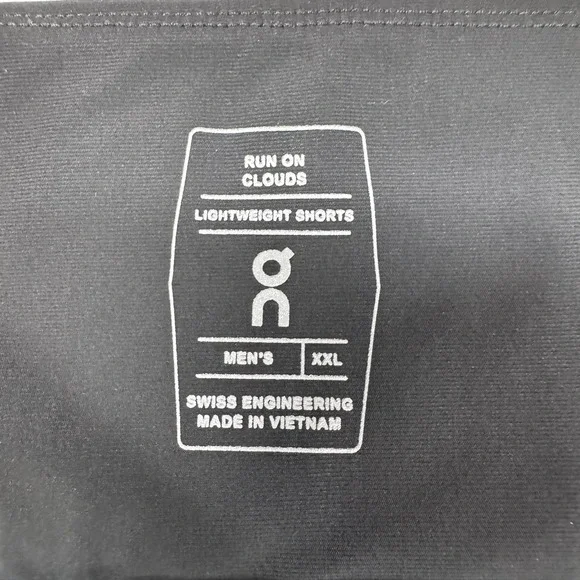 RUN ON
CLOUDS
LIGHTWEIGHT SHORTS
MEN'S XXL
SWISS ENGINEERING
MADE IN VIETNAM